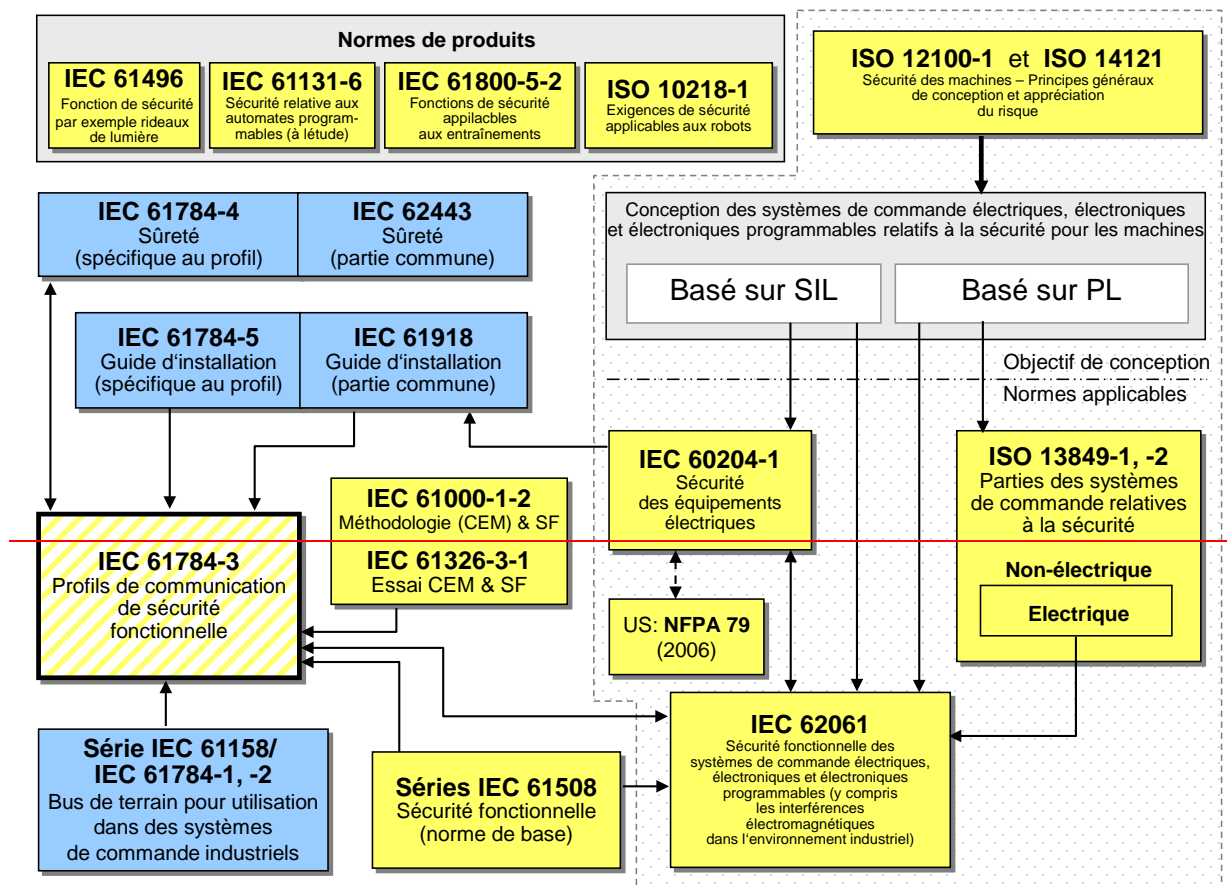 Normes de produits
IEC 61496
Fonction de sécurité
par exemple rideaux
de lumière
IEC 61131-6
Sécurité relative aux
automates program-
mables (à létude)
IEC 61800-5-2
Fonctions de sécurité
appilacbles
aux entraînements
ISO 10218-1
Exigences de sécurité
applicables aux robots
ISO 12100-1 et ISO 14121
Sécurité des machines – Principes généraux
de conception et appréciation
du risque
IEC 61784-4
Sûreté
(spécifique au profil)
IEC 62443
Sûreté
(partie commune)
Conception des systèmes de commande électriques, électroniques
et électroniques programmables relatifs à la sécurité pour les machines
Basé sur SIL
Basé sur PL
IEC 61784-5
Guide d‘installation
(spécifique au profil)
IEC 61918
Guide d‘installation
(partie commune)
Objectif de conception
Normes applicables
IEC 60204-1
Sécurité
des équipements
électriques
ISO 13849-1, -2
Parties des systèmes
de commande relatives
à la sécurité
Non-électrique
Electrique
IEC 61000-1-2
Méthodologie (CEM) & SF
IEC 61326-3-1
Essai CEM & SF
IEC 61784-3
Profils de communication
de sécurité
fonctionnelle
US: NFPA 79
(2006)
IEC 62061
Sécurité fonctionnelle des
systèmes de commande électriques,
électroniques et électroniques
programmables (y compris
les interférences
électromagnétiques
dans l‘environnement industriel)
Série IEC 61158/
IEC 61784-1, -2
Bus de terrain pour utilisation
dans des systèmes
de commande industriels
Séries IEC 61508
Sécurité fonctionnelle
(norme de base)